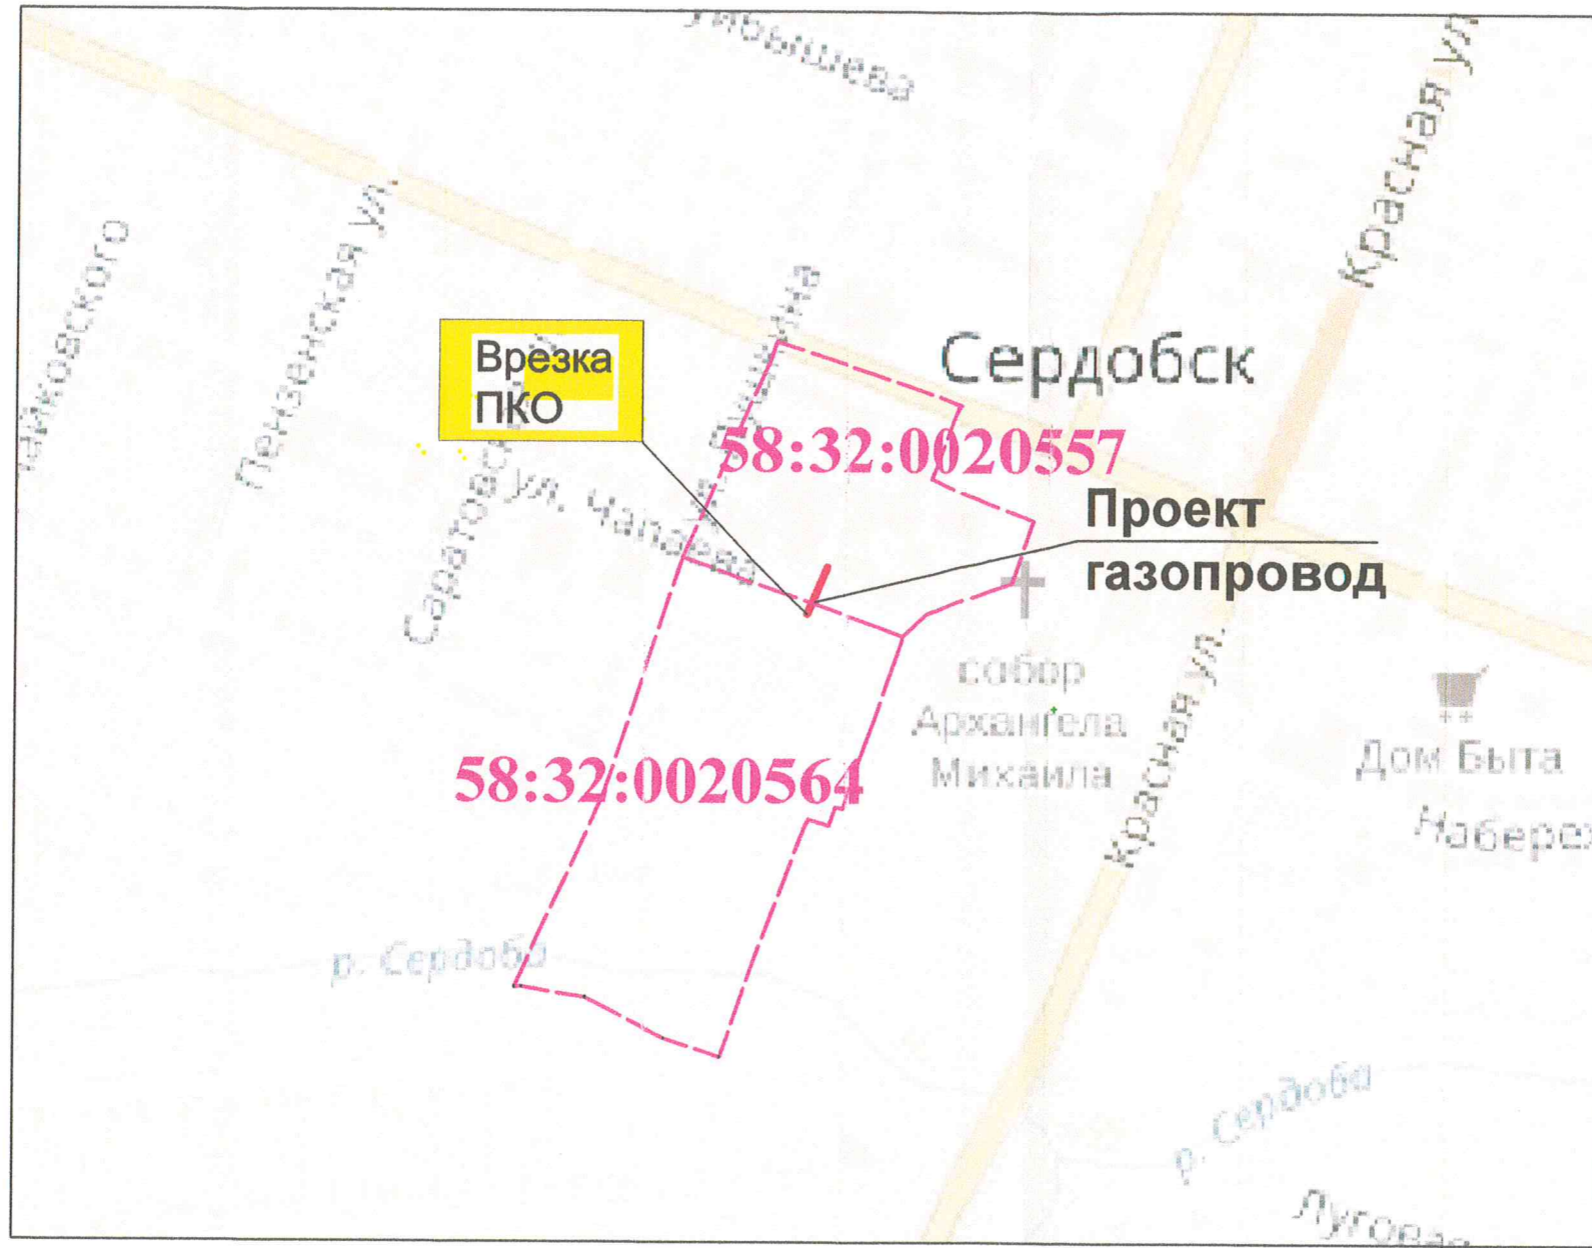 Красная ул.
Пензенская ул.
Врезка
ПКО
Сердобск
58:32:0020557
Саратовская
ул. Чапаева
Проект
газопровод
собор
Архангела
Михаила
Красная ул.
58:32:0020564
Дом Быта
р. Сердоба
р. Сердоба